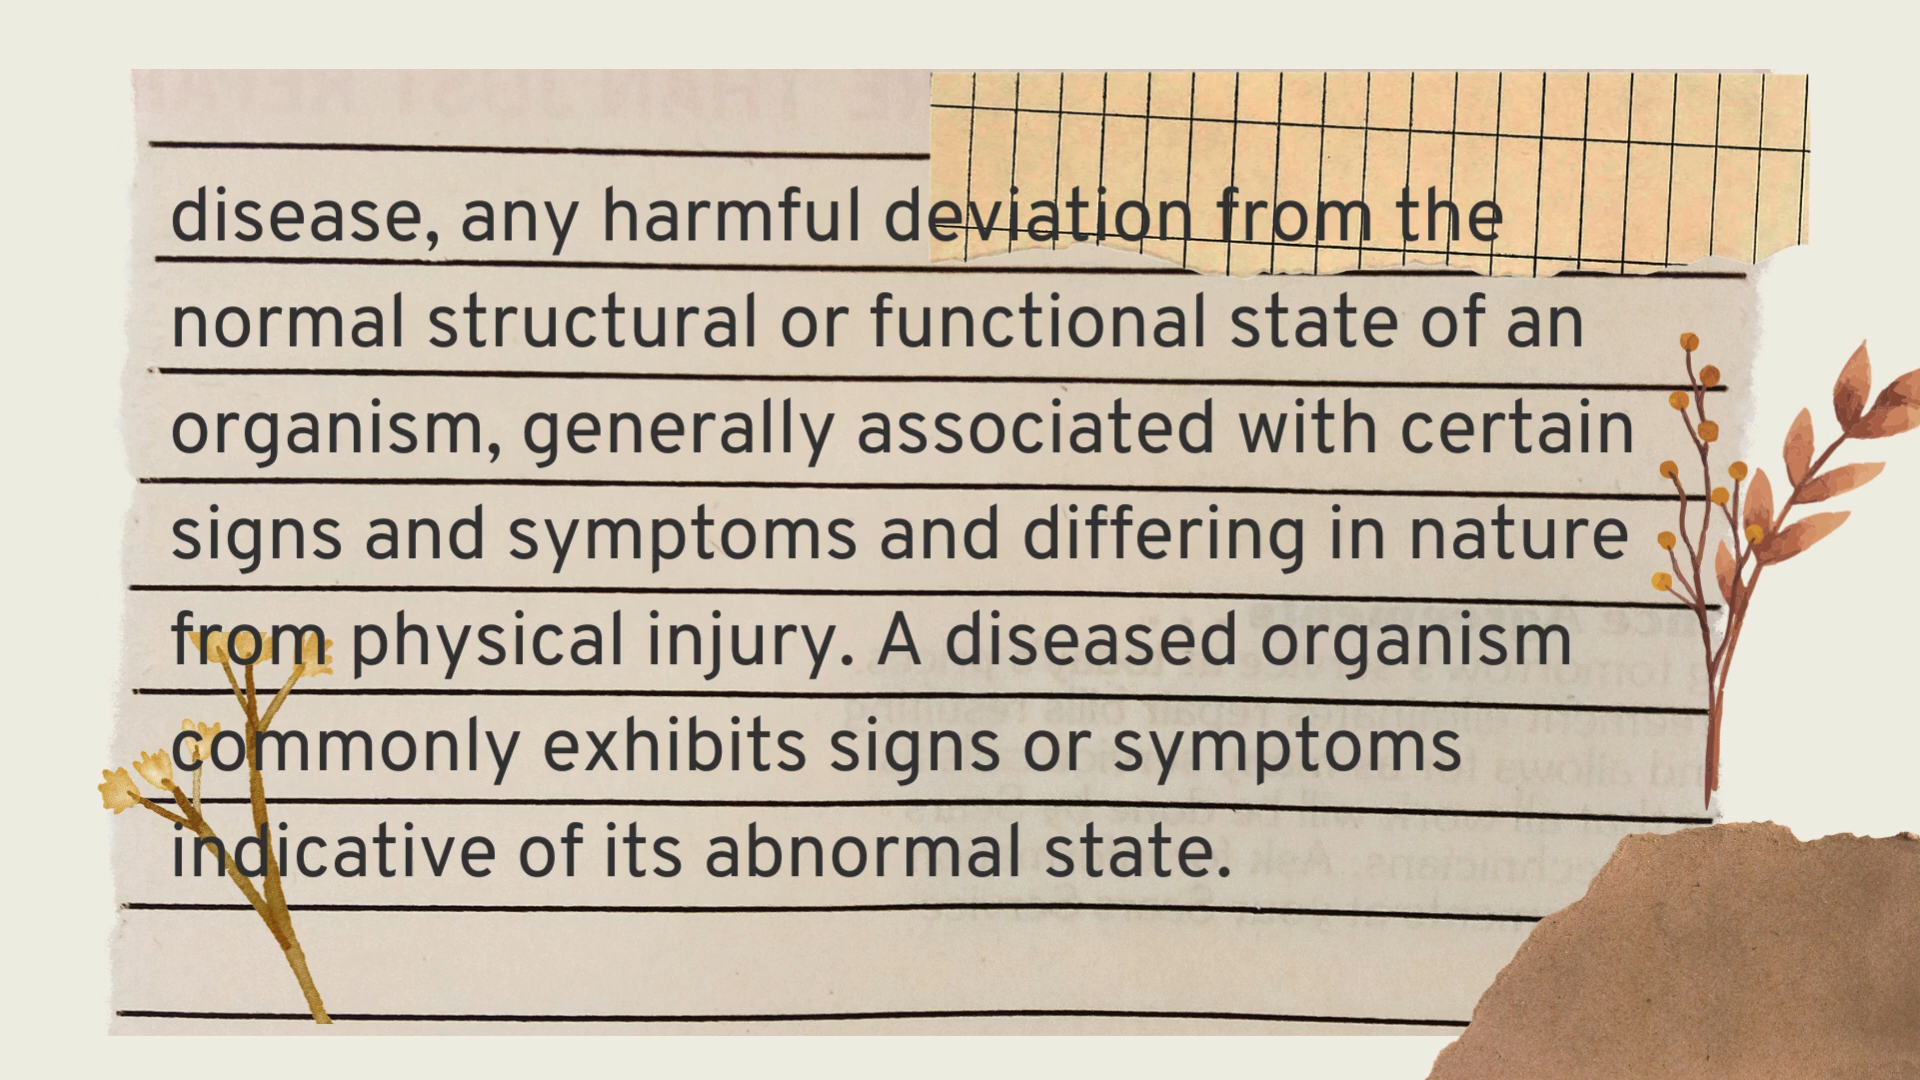 disease, any harmful deviation from the
normal structural or functional state of an
organism, generally associated with certain
signs and symptoms and differing in nature
from physical injury. A diseased organism
commonly exhibits signs or symptoms
indicative of its abnormal state.